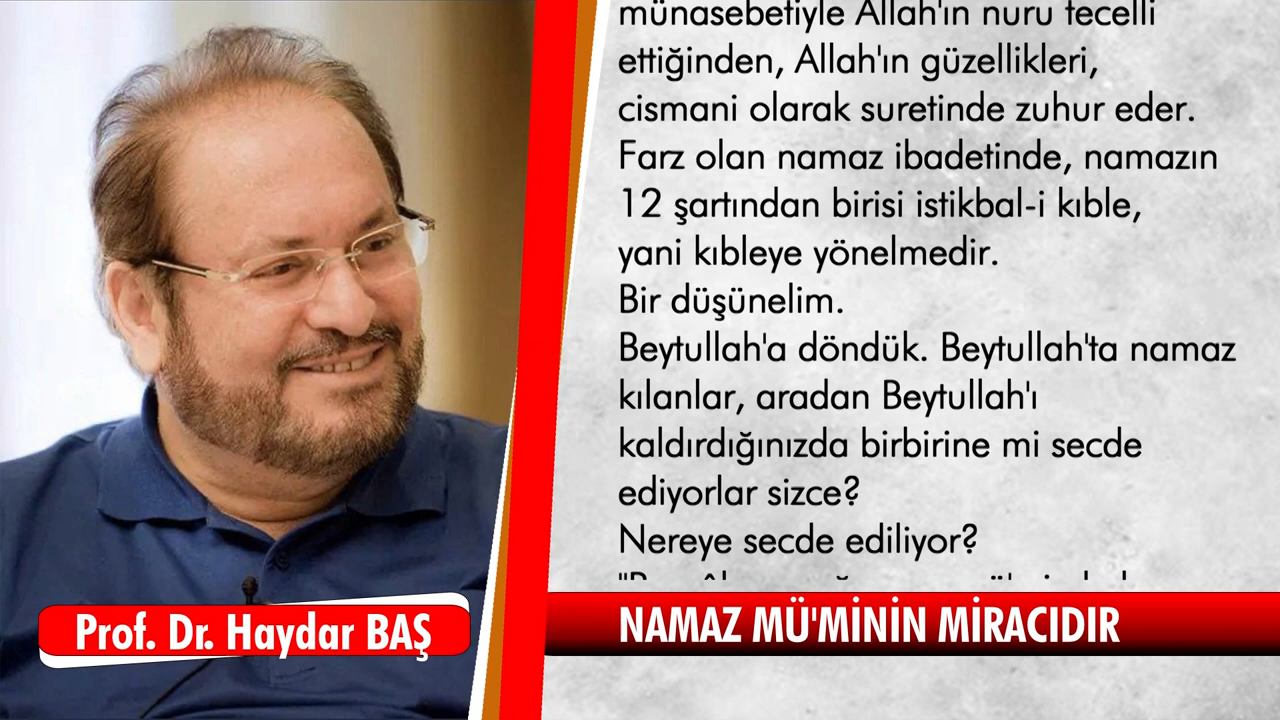 münasebetiyle Allah'ın nuru tecelli
ettiğinden, Allah'ın güzellikleri,
cismani olarak suretinde zuhur eder.
Farz olan namaz ibadetinde, namazın
12 şartından birisi istikbal-i kıble,
yani kıbleye yönelmedir.
Bir düşünelim.
Beytullah'a döndük. Beytullah'ta namaz
kılanlar, aradan Beytullah'ı
kaldırdığınızda birbirine mi secde
ediyorlar sizce?
Nereye secde ediliyor?
NAMAZ MÜ'MİNİN MİRACIDIR
Prof. Dr. Haydar BAŞ